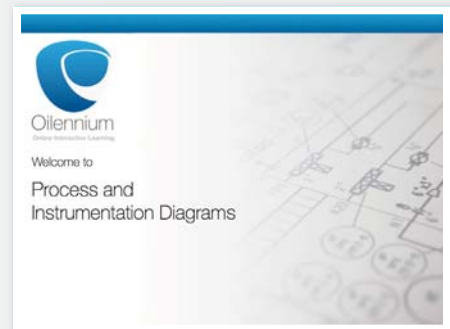 Oilennium
Online Interactive Learning
Welcome to
Process and
Instrumentation Diagrams